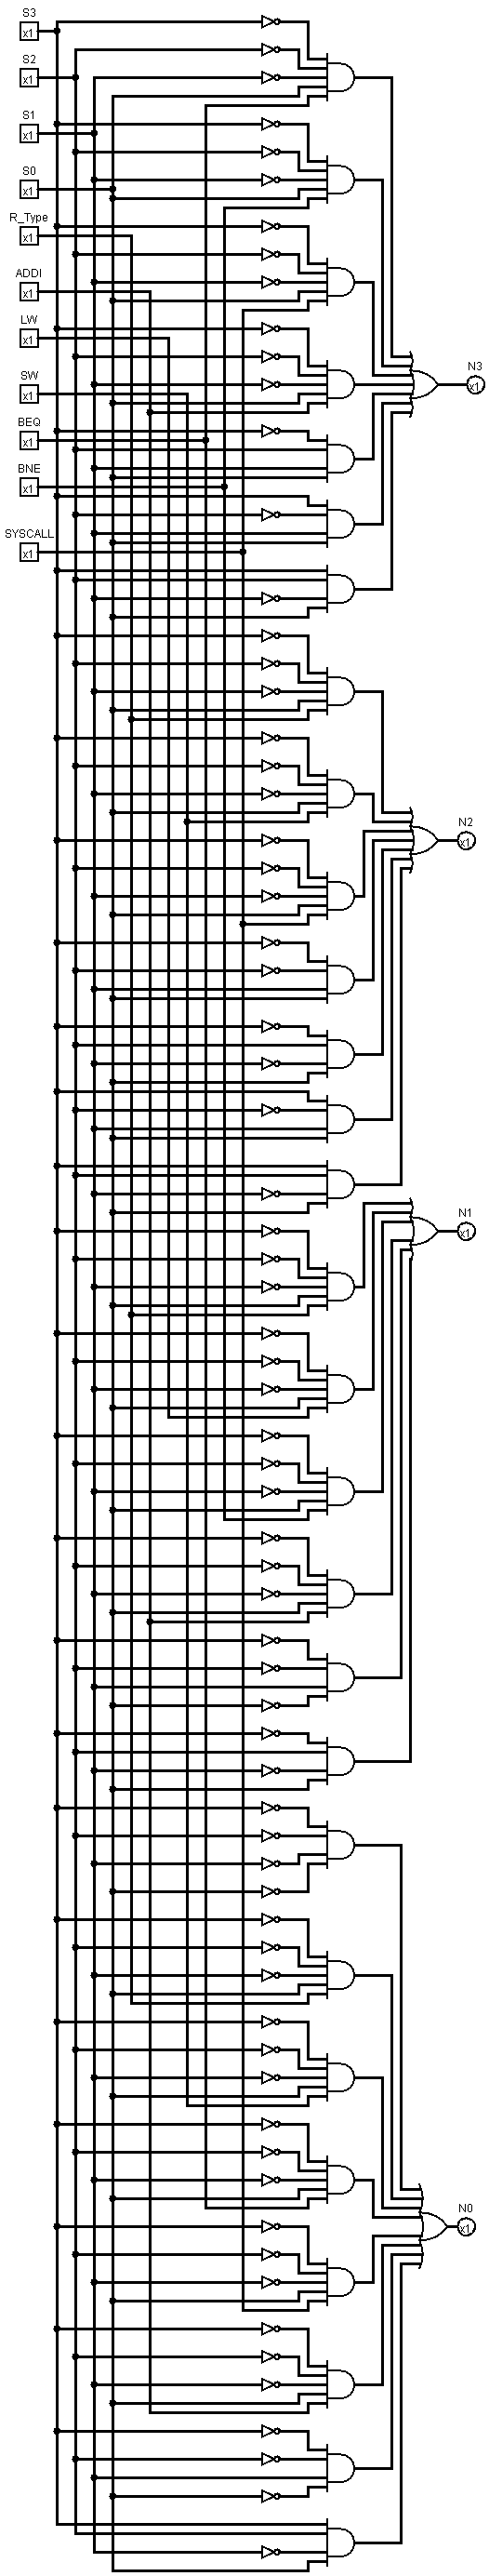 S3
x1
S2
x1
S1
x1
S0
x1
R_Type
x1
ADDI
x1
LW
x1
SW
x1
BEQ
x1
BNE
x1
SYSCALL
x1
N3
x1
N2
x1
N1
x1
N0
x1